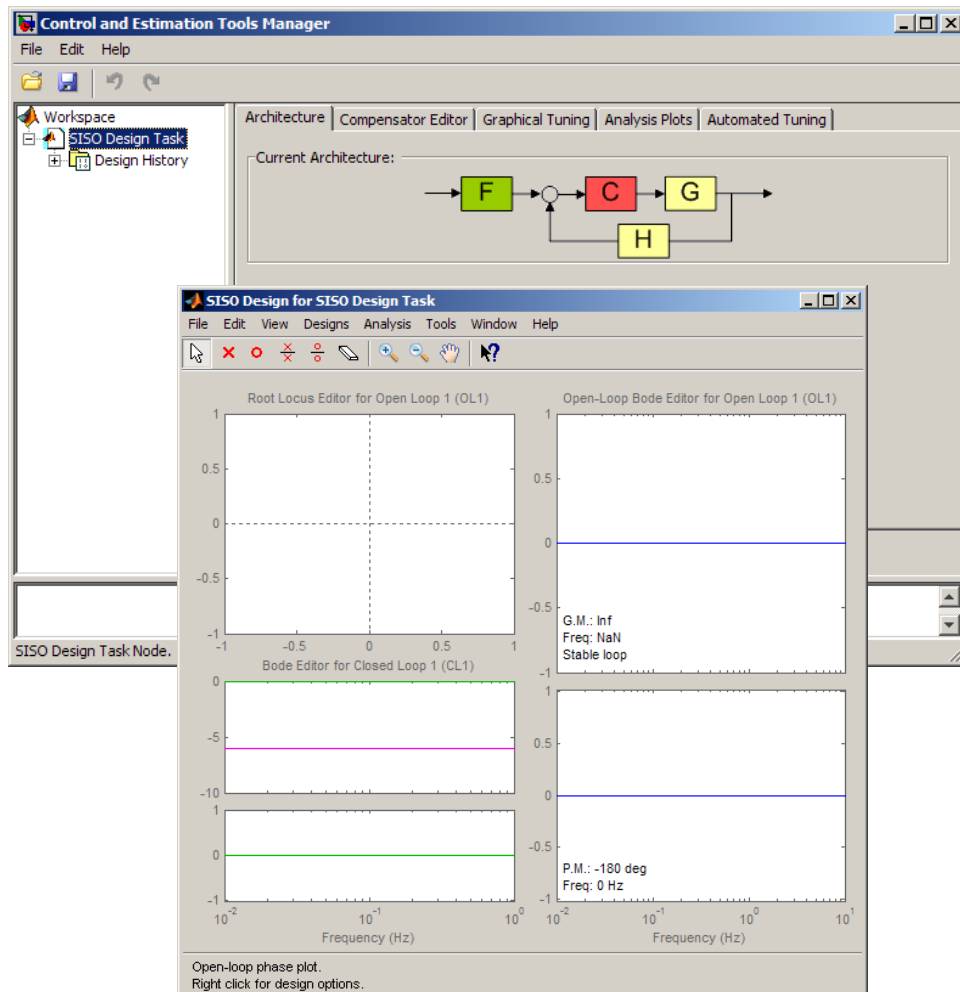 Control and Estimation Tools Manager
File Edit Help
Workspace
SISO Design Task
Design History
Architecture Compensator Editor Graphical Tuning Analysis Plots Automated Tuning
Current Architecture:
F C G
H
SISO Design Task Node.
SISO Design for SISO Design Task
File Edit View Designs Analysis Tools Window Help
Root Locus Editor for Open Loop 1 (OL1)
1
0.5
0
-0.5
-1
-1 -0.5 0 0.5 1
Bode Editor for Closed Loop 1 (CL1)
0
-5
-10
1
0
-1
10^-2 10^-1 10^0
Frequency (Hz)
Open-Loop Bode Editor for Open Loop 1 (OL1)
1
0.5
0
-0.5
-1
G.M.: Inf
Freq: NaN
Stable loop
1
0.5
0
-0.5
-1
P.M.: -180 deg
Freq: 0 Hz
10^-2 10^-1 10^0 10^1
Frequency (Hz)
Open-loop phase plot.
Right click for design options.